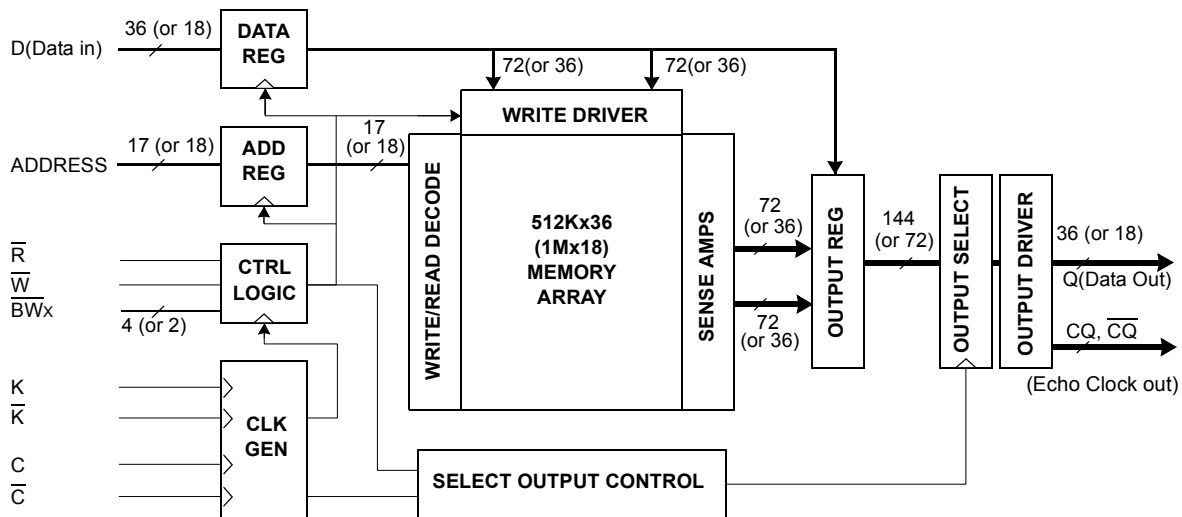 D(Data in)
36 (or 18)
DATA
REG
72(or 36)
72(or 36)
WRITE DRIVER
ADDRESS
17 (or 18)
ADD
REG
17
(or 18)
WRITE/READ DECODE
512Kx36
(1Mx18)
MEMORY
ARRAY
SENSE AMPS
72
(or 36)
72
(or 36)
OUTPUT REG
144
(or 72)
OUTPUT SELECT
OUTPUT DRIVER
36 (or 18)
Q(Data Out)
CQ, C̅Q̅
(Echo Clock out)
R̅
W̅
B̅W̅x̅
4 (or 2)
CTRL
LOGIC
K
K̅
C
C̅
CLK
GEN
SELECT OUTPUT CONTROL